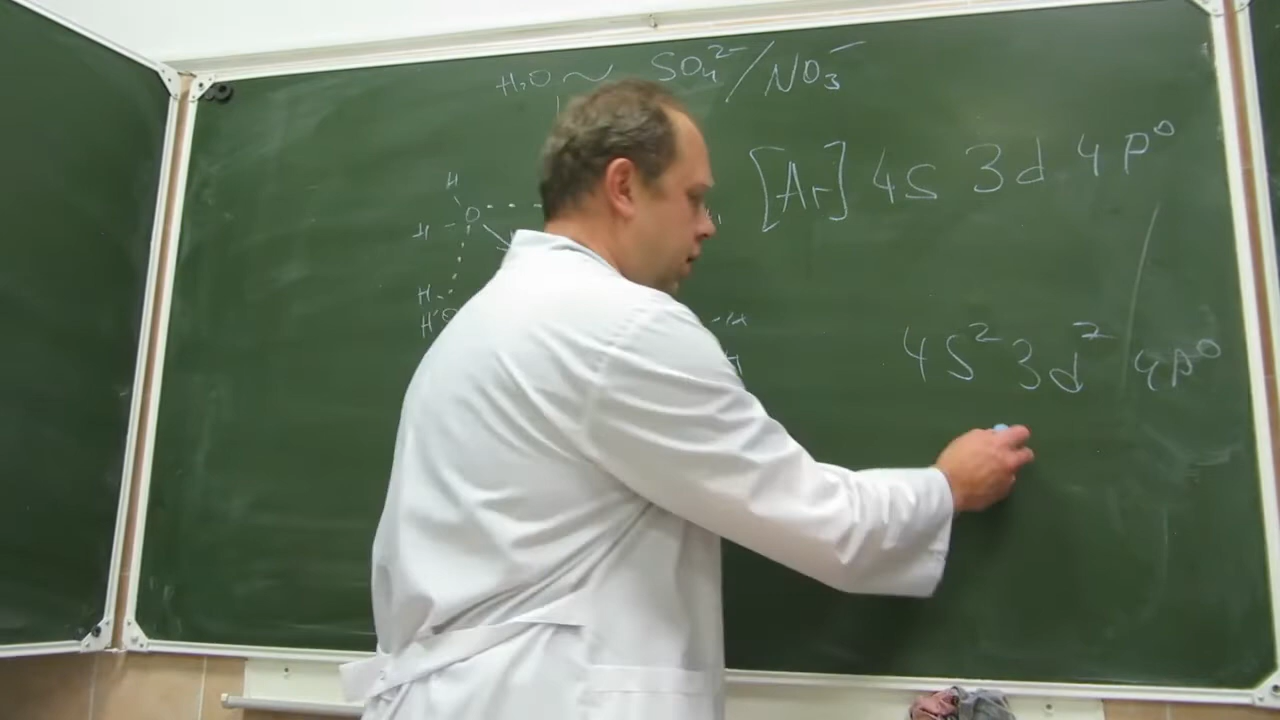 H₂O ~ SO₄²⁻/NO₃⁻
[Ar] 4s 3d 4p⁰
H
O
H
H
H O
4s² 3d² 4p⁰